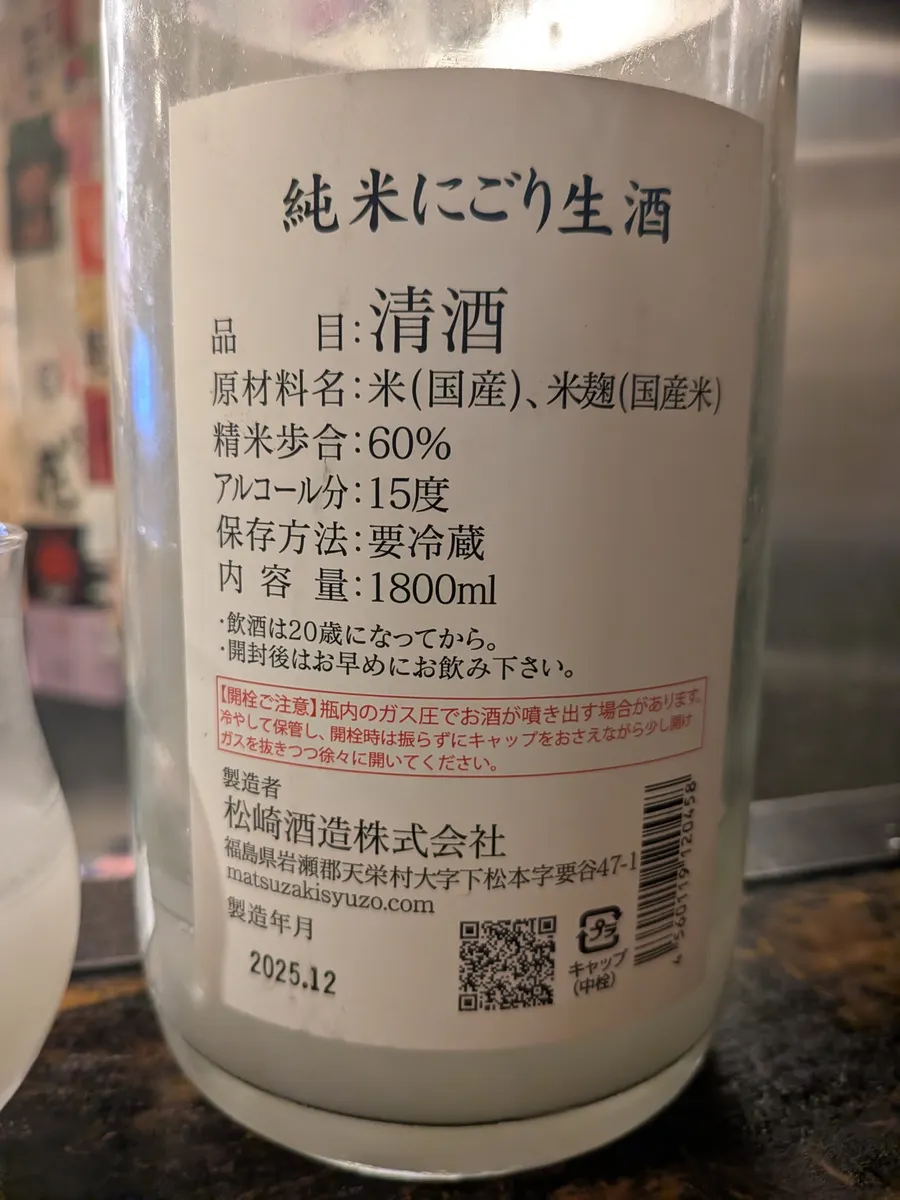 純米にごり生酒
品目:清酒
原材料名:米(国産)、米麹(国産米)
精米歩合:60%
アルコール分:15度
保存方法:要冷蔵
内容量:1800ml
・飲酒は20歳になってから。
・開封後はお早めにお飲み下さい。
【開栓ご注意】瓶内のガス圧でお酒が噴き出す場合があります。
冷やして保管し、開栓時は振らずにキャップをおさえながら少し開け
ガスを抜きつつ徐々に開いてください。
製造者
松崎酒造株式会社
福島県岩瀬郡天栄村大字下松本字要谷47-1
matsuzakisyuzo.com
製造年月
2025.12
プラ
キャップ
(中栓)
4560119120458